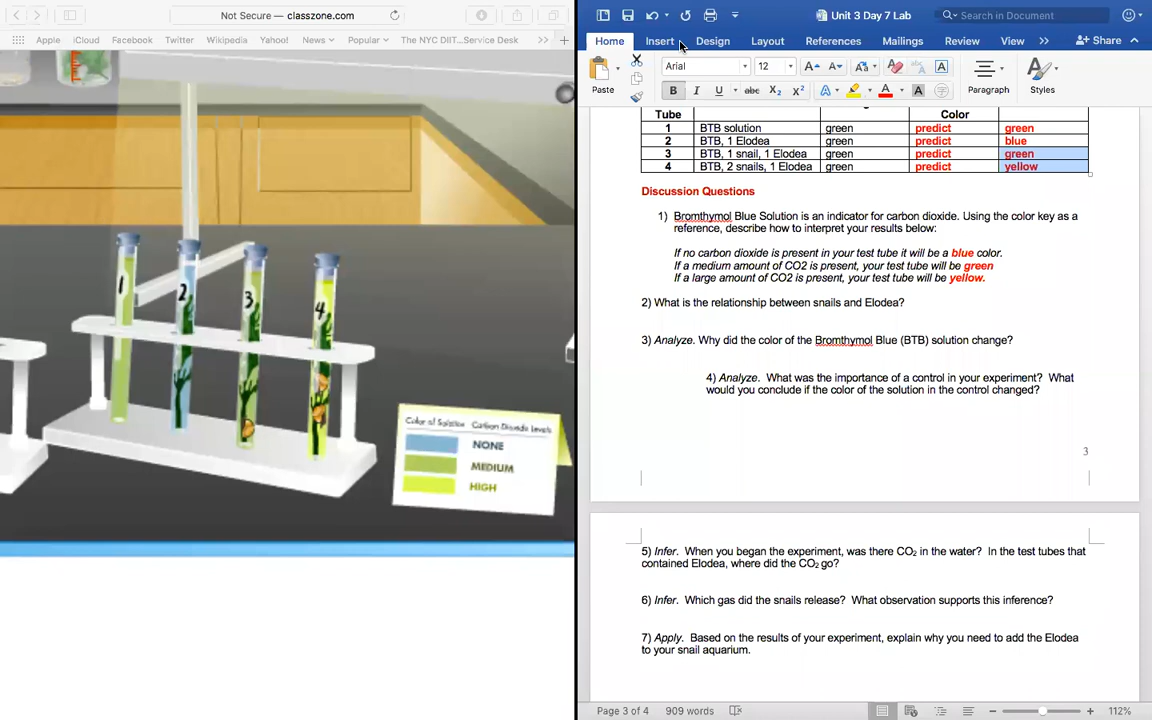 Not Secure — classzone.com
Apple iCloud Facebook Twitter Wikipedia Yahoo! News Popular The NYC DIIT...Service Desk
1
2
3
4
Color of Solution Carbon Dioxide levels
NONE
MEDIUM
HIGH
Unit 3 Day 7 Lab
Search in Document
Home Insert Design Layout References Mailings Review View Share
Paste
Arial 12
B I U abc X2 X2
Paragraph
Styles
Tube Color
1 BTB solution green predict green
2 BTB, 1 Elodea green predict blue
3 BTB, 1 snail, 1 Elodea green predict green
4 BTB, 2 snails, 1 Elodea green predict yellow
Discussion Questions
1) Bromthymol Blue Solution is an indicator for carbon dioxide. Using the color key as a
reference, describe how to interpret your results below:
If no carbon dioxide is present in your test tube it will be a blue color.
If a medium amount of CO2 is present, your test tube will be green
If a large amount of CO2 is present, your test tube will be yellow.
2) What is the relationship between snails and Elodea?
3) Analyze. Why did the color of the Bromthymol Blue (BTB) solution change?
4) Analyze. What was the importance of a control in your experiment? What
would you conclude if the color of the solution in the control changed?
3
5) Infer. When you began the experiment, was there CO2 in the water? In the test tubes that
contained Elodea, where did the CO2 go?
6) Infer. Which gas did the snails release? What observation supports this inference?
7) Apply. Based on the results of your experiment, explain why you need to add the Elodea
to your snail aquarium.
Page 3 of 4 909 words 112%